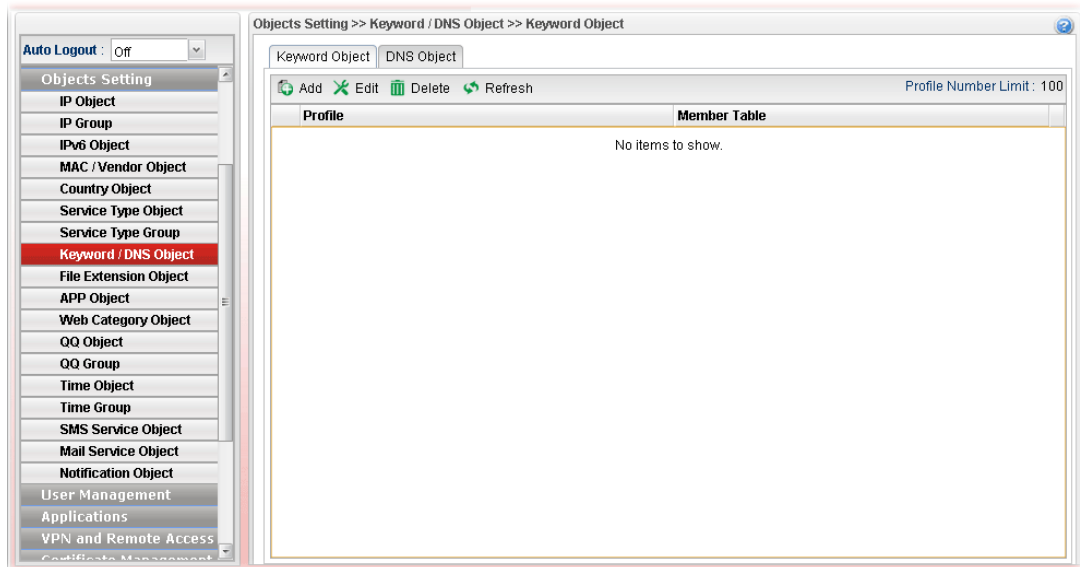 Objects Setting >> Keyword / DNS Object >> Keyword Object
Auto Logout : Off
Objects Setting
IP Object
IP Group
IPv6 Object
MAC / Vendor Object
Country Object
Service Type Object
Service Type Group
Keyword / DNS Object
File Extension Object
APP Object
Web Category Object
QQ Object
QQ Group
Time Object
Time Group
SMS Service Object
Mail Service Object
Notification Object
User Management
Applications
VPN and Remote Access
Certificate Management
Keyword Object DNS Object
Add Edit Delete Refresh Profile Number Limit : 100
Profile Member Table
No items to show.